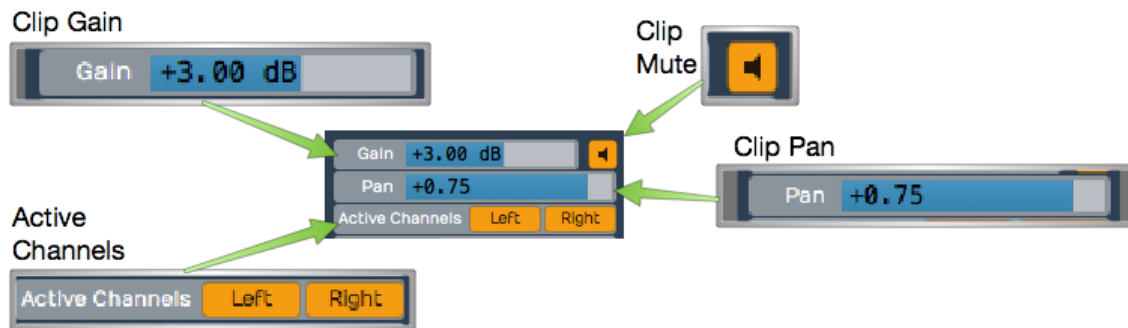 Clip Gain
Gain +3.00 dB
Clip
Mute
Gain +3.00 dB
Pan +0.75
Active Channels Left Right
Clip Pan
Pan +0.75
Active
Channels
Active Channels Left Right